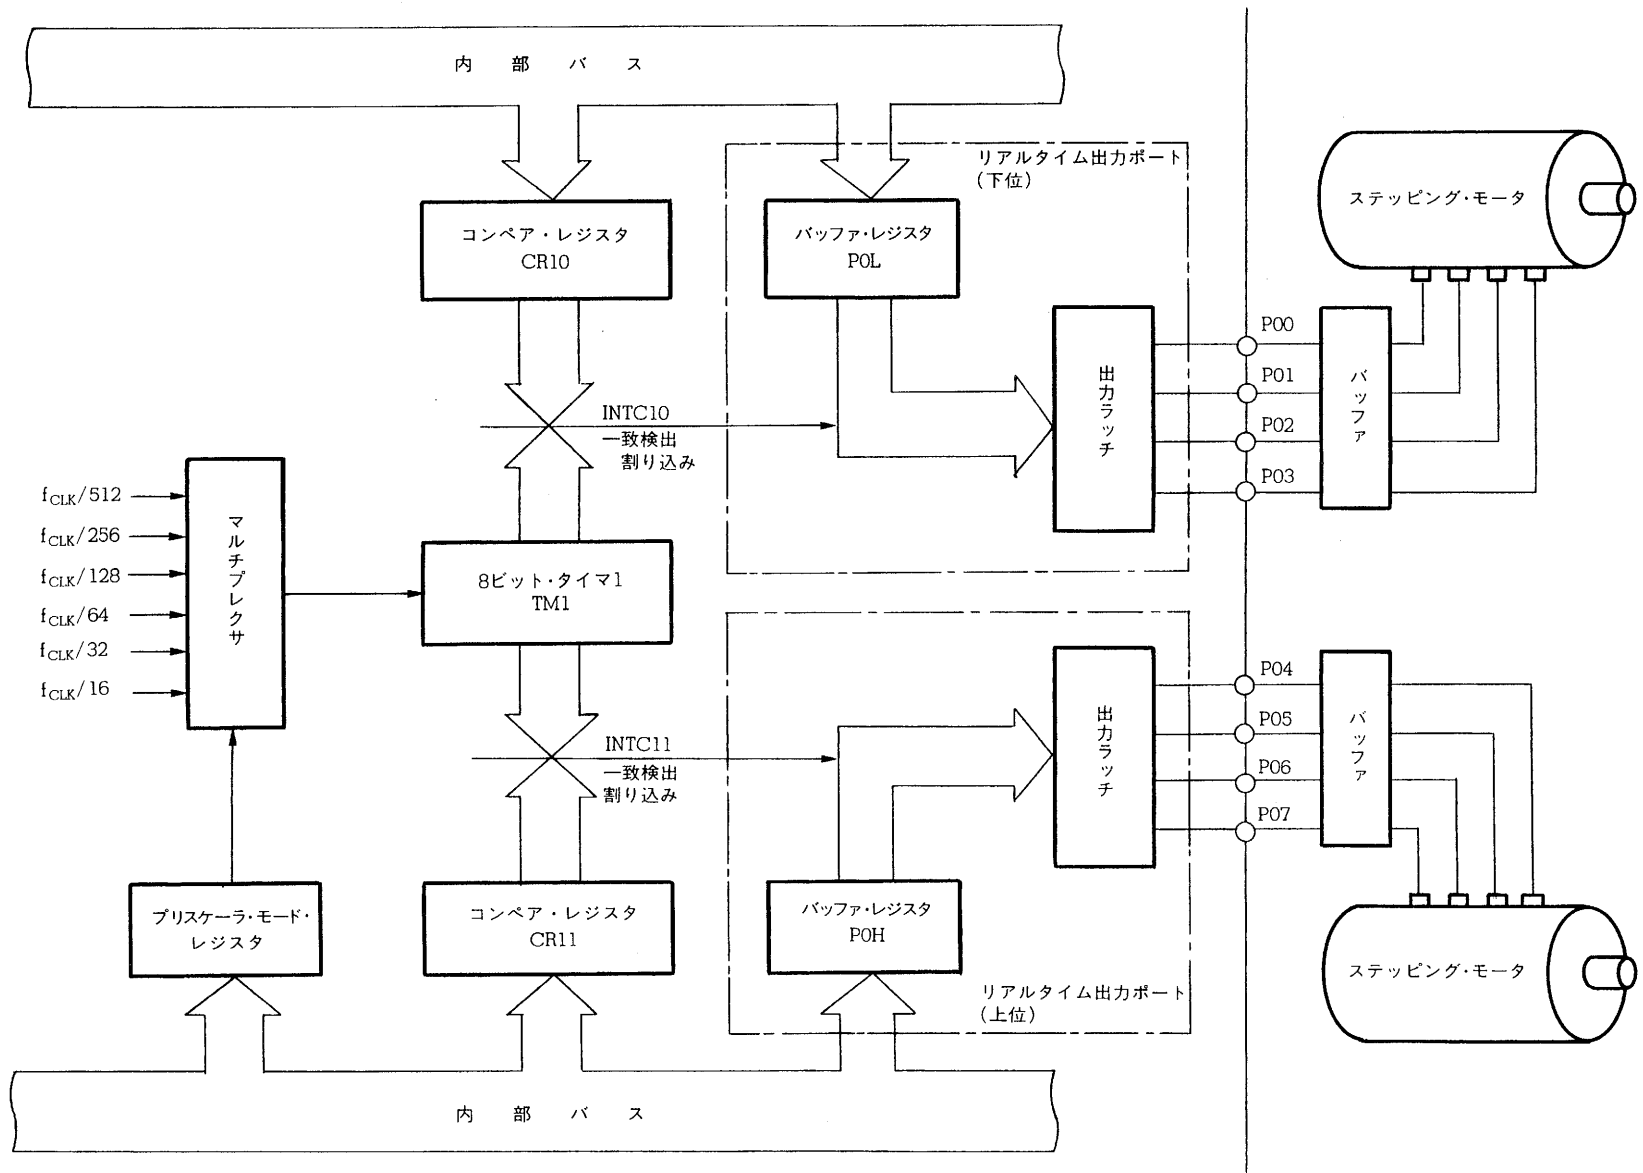 内部バス
リアルタイム出力ポート
(下位)
コンペア・レジスタ
CR10
バッファ・レジスタ
P0L
ステッピング・モータ
出力ラッチ
P00
P01
P02
P03
バッファ
INTC10
一致検出
割り込み
fCLK/512
fCLK/256
fCLK/128
fCLK/64
fCLK/32
fCLK/16
マルチプレクサ
8ビット・タイマ1
TM1
INTC11
一致検出
割り込み
出力ラッチ
P04
P05
P06
P07
バッファ
プリスケーラ・モード・
レジスタ
コンペア・レジスタ
CR11
バッファ・レジスタ
P0H
リアルタイム出力ポート
(上位)
ステッピング・モータ
内部バス